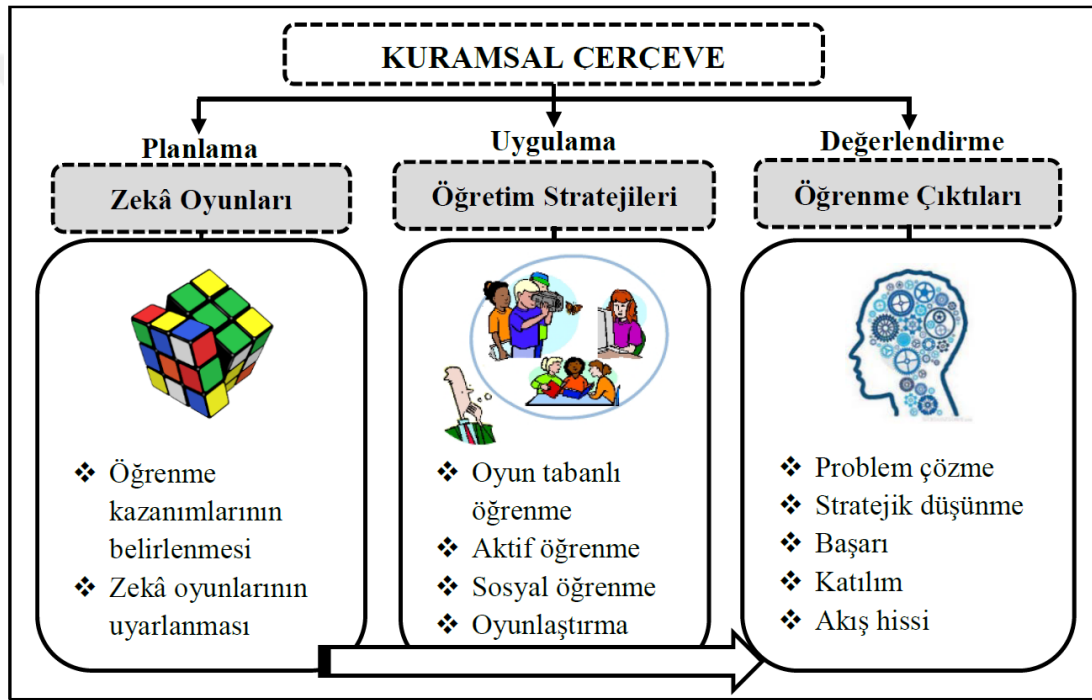 KURAMSAL ÇERÇEVE
Planlama
Zekâ Oyunları
❖ Öğrenme
kazanımlarının
belirlenmesi
❖ Zekâ oyunlarının
uyarlanması
Uygulama
Öğretim Stratejileri
❖ Oyun tabanlı
öğrenme
❖ Aktif öğrenme
❖ Sosyal öğrenme
❖ Oyunlaştırma
Değerlendirme
Öğrenme Çıktıları
❖ Problem çözme
❖ Stratejik düşünme
❖ Başarı
❖ Katılım
❖ Akış hissi